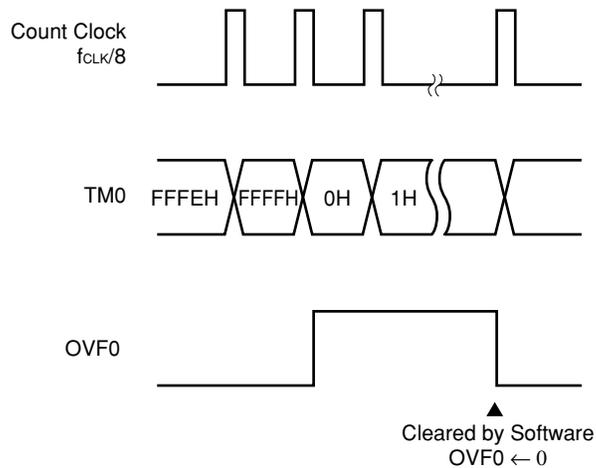 Count Clock
fCLK/8
TM0 FFFEH FFFFH 0H 1H
OVF0
Cleared by Software
OVF0 ← 0